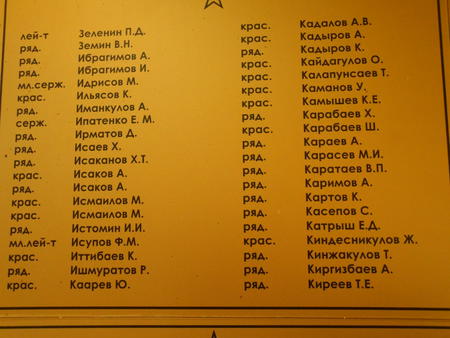 лей-т Зеленин П.Д.
ряд. Земин В.Н.
ряд. Ибрагимов А.
ряд. Ибрагимов И.
мл.серж. Идрисов М.
крас. Ильясов К.
ряд. Иманкулов А.
серж. Ипатенко Е. М.
ряд. Ирматов Д.
ряд. Исаев Х.
ряд. Исаканов Х.Т.
крас. Исаков А.
ряд. Исаков А.
крас. Исмаилов М.
крас. Исмаилов М.
ряд. Истомин И.И.
мл.лей-т Исупов Ф.М.
крас. Иттибаев К.
ряд. Ишмуратов Р.
крас. Каарев Ю.
крас. Кадалов А.В.
крас. Кадыров А.
ряд. Кадыров К.
крас. Кайдагулов О.
крас. Калапунсаев Т.
крас. Каманов У.
крас. Камышев К.Е.
ряд. Карабаев Х.
крас. Карабаев Ш.
ряд. Караев А.
ряд. Карасев М.И.
ряд. Каратаев В.П.
ряд. Каримов А.
ряд. Картов К.
ряд. Касепов С.
ряд. Катрыш Е.Д.
крас. Киндесникулов Ж.
ряд. Кинжакулов Т.
ряд. Киргизбаев А.
ряд. Киреев Т.Е.